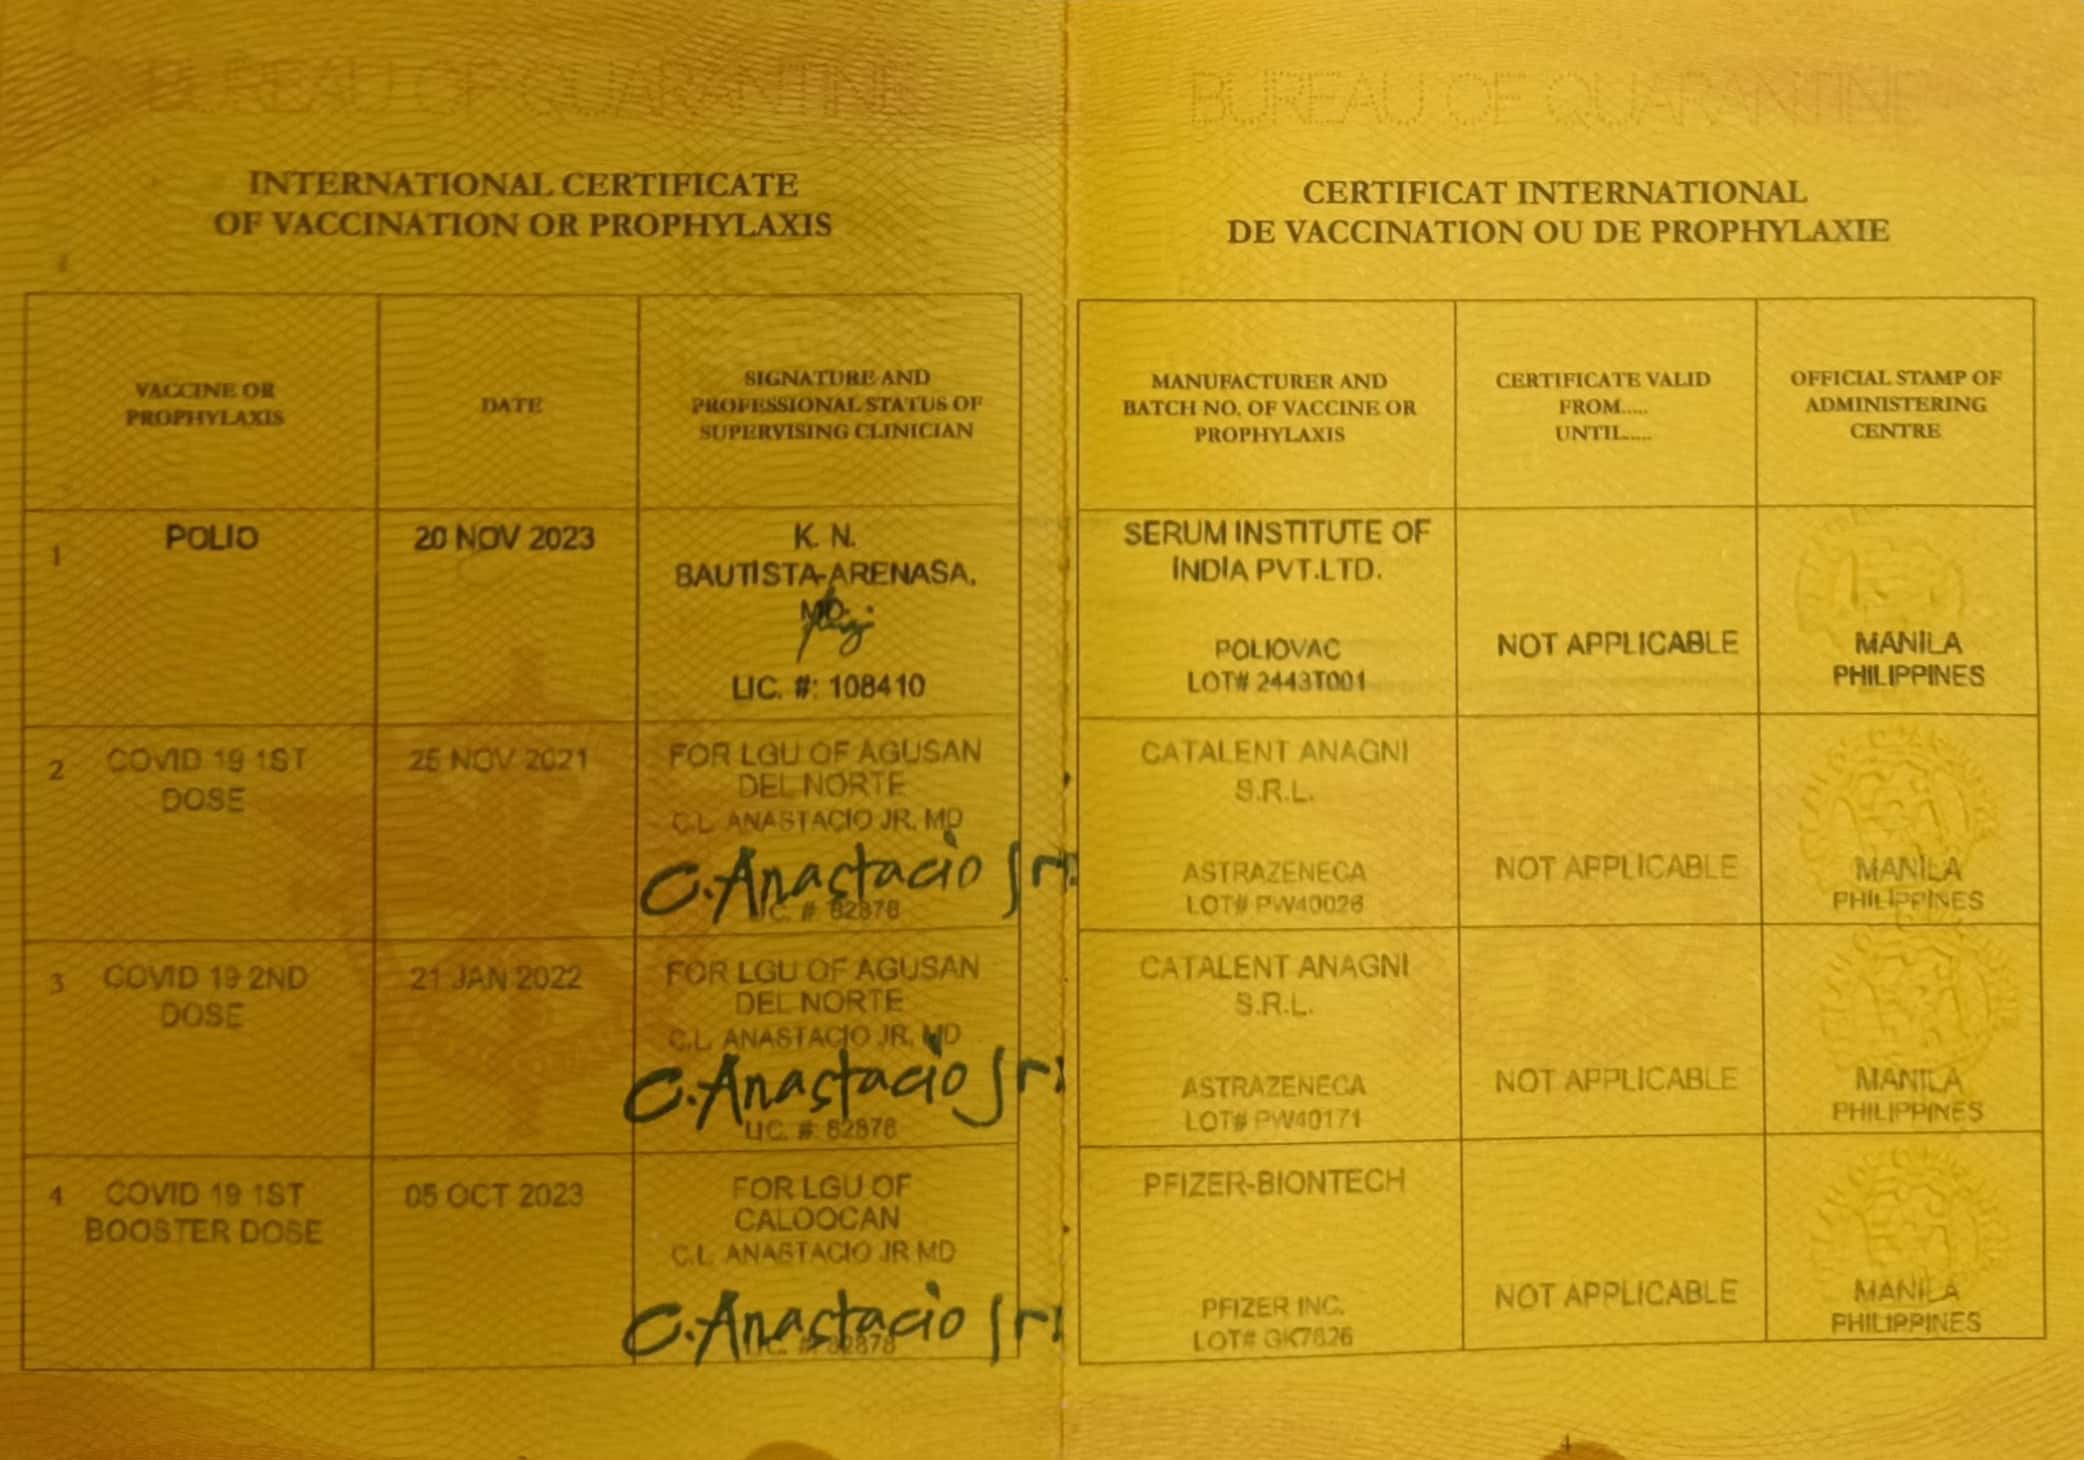 BUREAU OF QUARANTINE
INTERNATIONAL CERTIFICATE
OF VACCINATION OR PROPHYLAXIS
VACCINE OR
PROPHYLAXIS
DATE
SIGNATURE AND
PROFESSIONAL STATUS OF
SUPERVISING CLINICIAN
1
POLIO
20 NOV 2023
K. N.
BAUTISTA-ARENASA,
MD.
LIC. #: 108410
2
COVID 19 1ST
DOSE
25 NOV 2021
FOR LGU OF AGUSAN
DEL NORTE
C.L. ANASTACIO JR, MD
C. Anastacio Jr.
LIC. #: 82878
3
COVID 19 2ND
DOSE
21 JAN 2022
FOR LGU OF AGUSAN
DEL NORTE
C.L. ANASTACIO JR, MD
C. Anastacio Jr.
LIC. #: 82878
4
COVID 19 1ST
BOOSTER DOSE
05 OCT 2023
FOR LGU OF
CALOOCAN
C.L. ANASTACIO JR MD
C. Anastacio Jr.
LIC. #: 82878
BUREAU OF QUARANTINE
CERTIFICAT INTERNATIONAL
DE VACCINATION OU DE PROPHYLAXIE
MANUFACTURER AND
BATCH NO. OF VACCINE OR
PROPHYLAXIS
CERTIFICATE VALID
FROM.....
UNTIL.....
OFFICIAL STAMP OF
ADMINISTERING
CENTRE
SERUM INSTITUTE OF
INDIA PVT.LTD.
POLIOVAC
LOT# 2443T001
NOT APPLICABLE
MANILA
PHILIPPINES
CATALENT ANAGNI
S.R.L.
ASTRAZENECA
LOT# PW40026
NOT APPLICABLE
MANILA
PHILIPPINES
CATALENT ANAGNI
S.R.L.
ASTRAZENECA
LOT# PW40171
NOT APPLICABLE
MANILA
PHILIPPINES
PFIZER-BIONTECH
PFIZER INC.
LOT# GK7826
NOT APPLICABLE
MANILA
PHILIPPINES
4